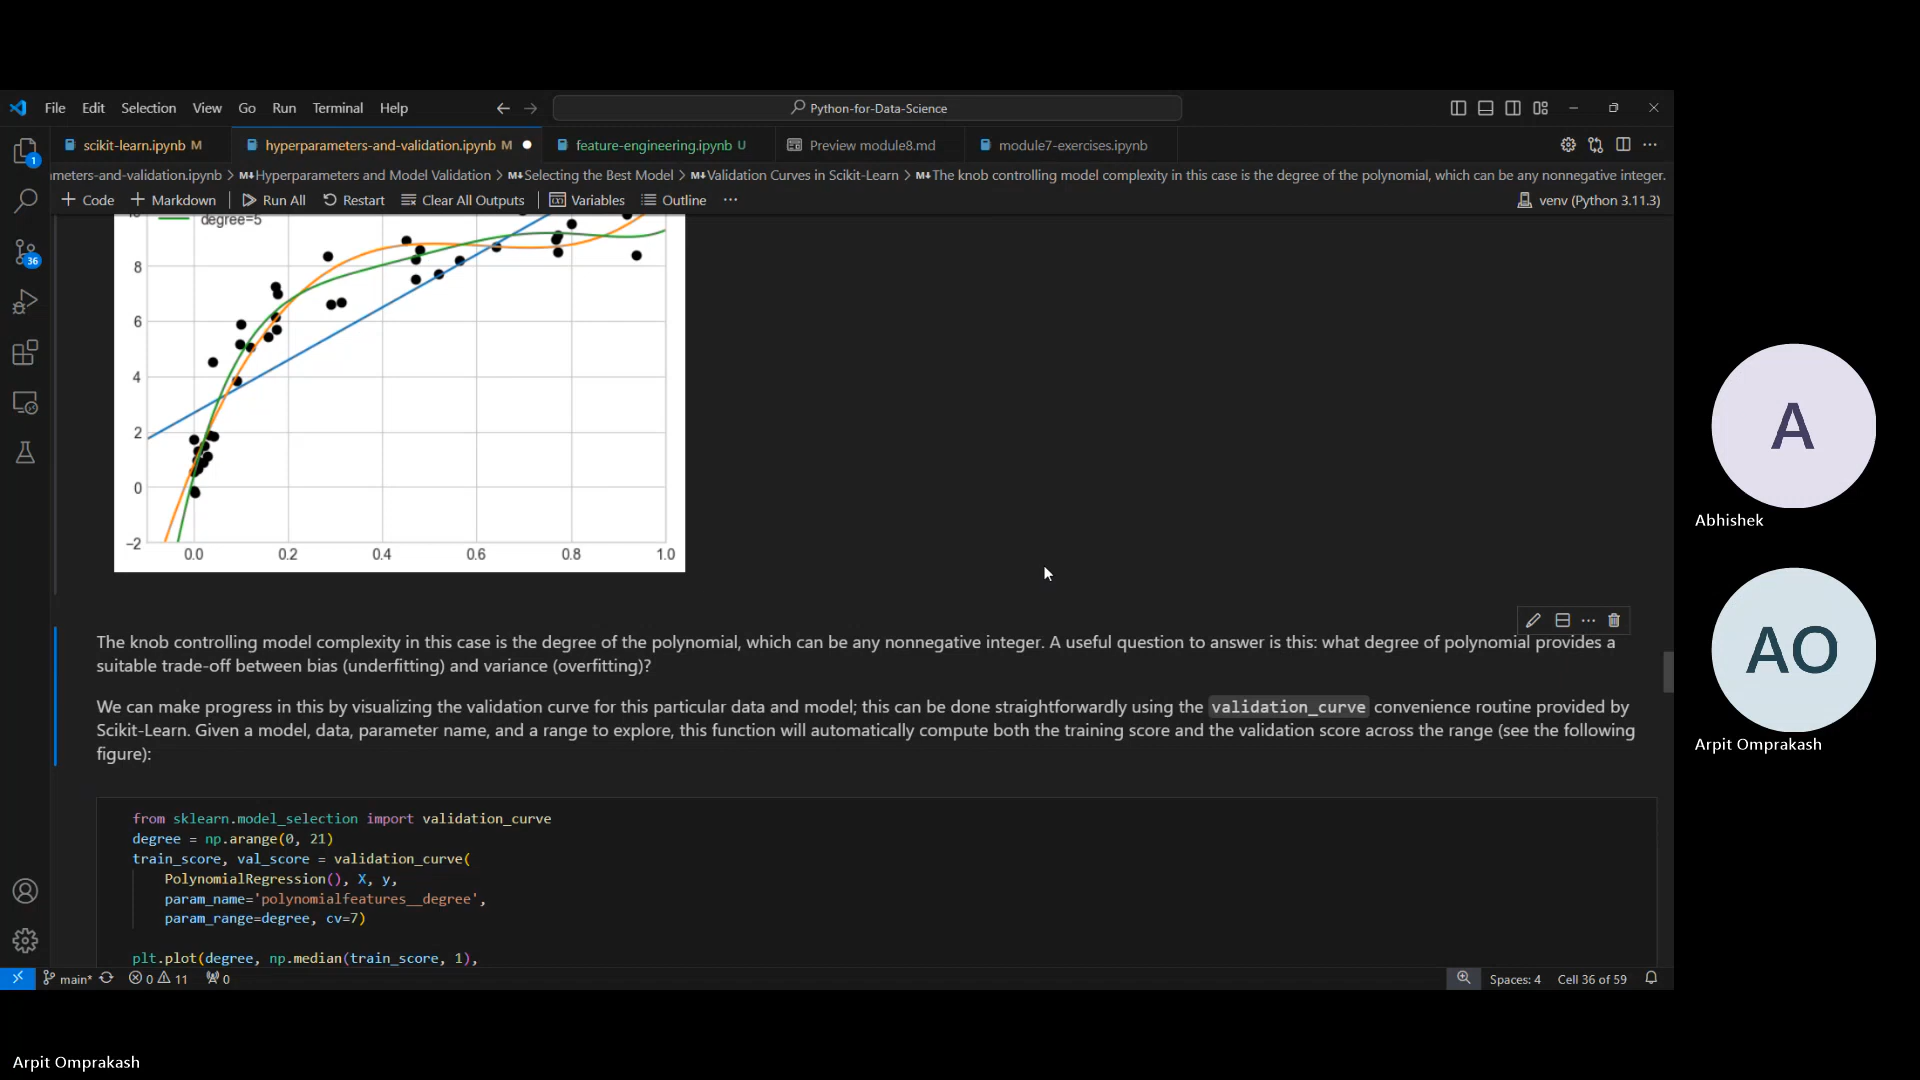 File Edit Selection View Go Run Terminal Help
Python-for-Data-Science
scikit-learn.ipynb M
hyperparameters-and-validation.ipynb M
feature-engineering.ipynb U
Preview module8.md
module7-exercises.ipynb
meters-and-validation.ipynb > M↓Hyperparameters and Model Validation > M↓Selecting the Best Model > M↓Validation Curves in Scikit-Learn > M↓The knob controlling model complexity in this case is the degree of the polynomial, which can be any nonnegative integer.
+ Code + Markdown Run All Restart Clear All Outputs Variables Outline ...
venv (Python 3.11.3)
1
36
degree=5
8
6
4
2
0
−2
0.0 0.2 0.4 0.6 0.8 1.0
The knob controlling model complexity in this case is the degree of the polynomial, which can be any nonnegative integer. A useful question to answer is this: what degree of polynomial provides a
suitable trade-off between bias (underfitting) and variance (overfitting)?
We can make progress in this by visualizing the validation curve for this particular data and model; this can be done straightforwardly using the validation_curve convenience routine provided by
Scikit-Learn. Given a model, data, parameter name, and a range to explore, this function will automatically compute both the training score and the validation score across the range (see the following
figure):
from sklearn.model_selection import validation_curve
degree = np.arange(0, 21)
train_score, val_score = validation_curve(
PolynomialRegression(), X, y,
param_name='polynomialfeatures__degree',
param_range=degree, cv=7)
plt.plot(degree, np.median(train_score, 1),
main* 0 11 0
Spaces: 4 Cell 36 of 59
A
Abhishek
AO
Arpit Omprakash
Arpit Omprakash